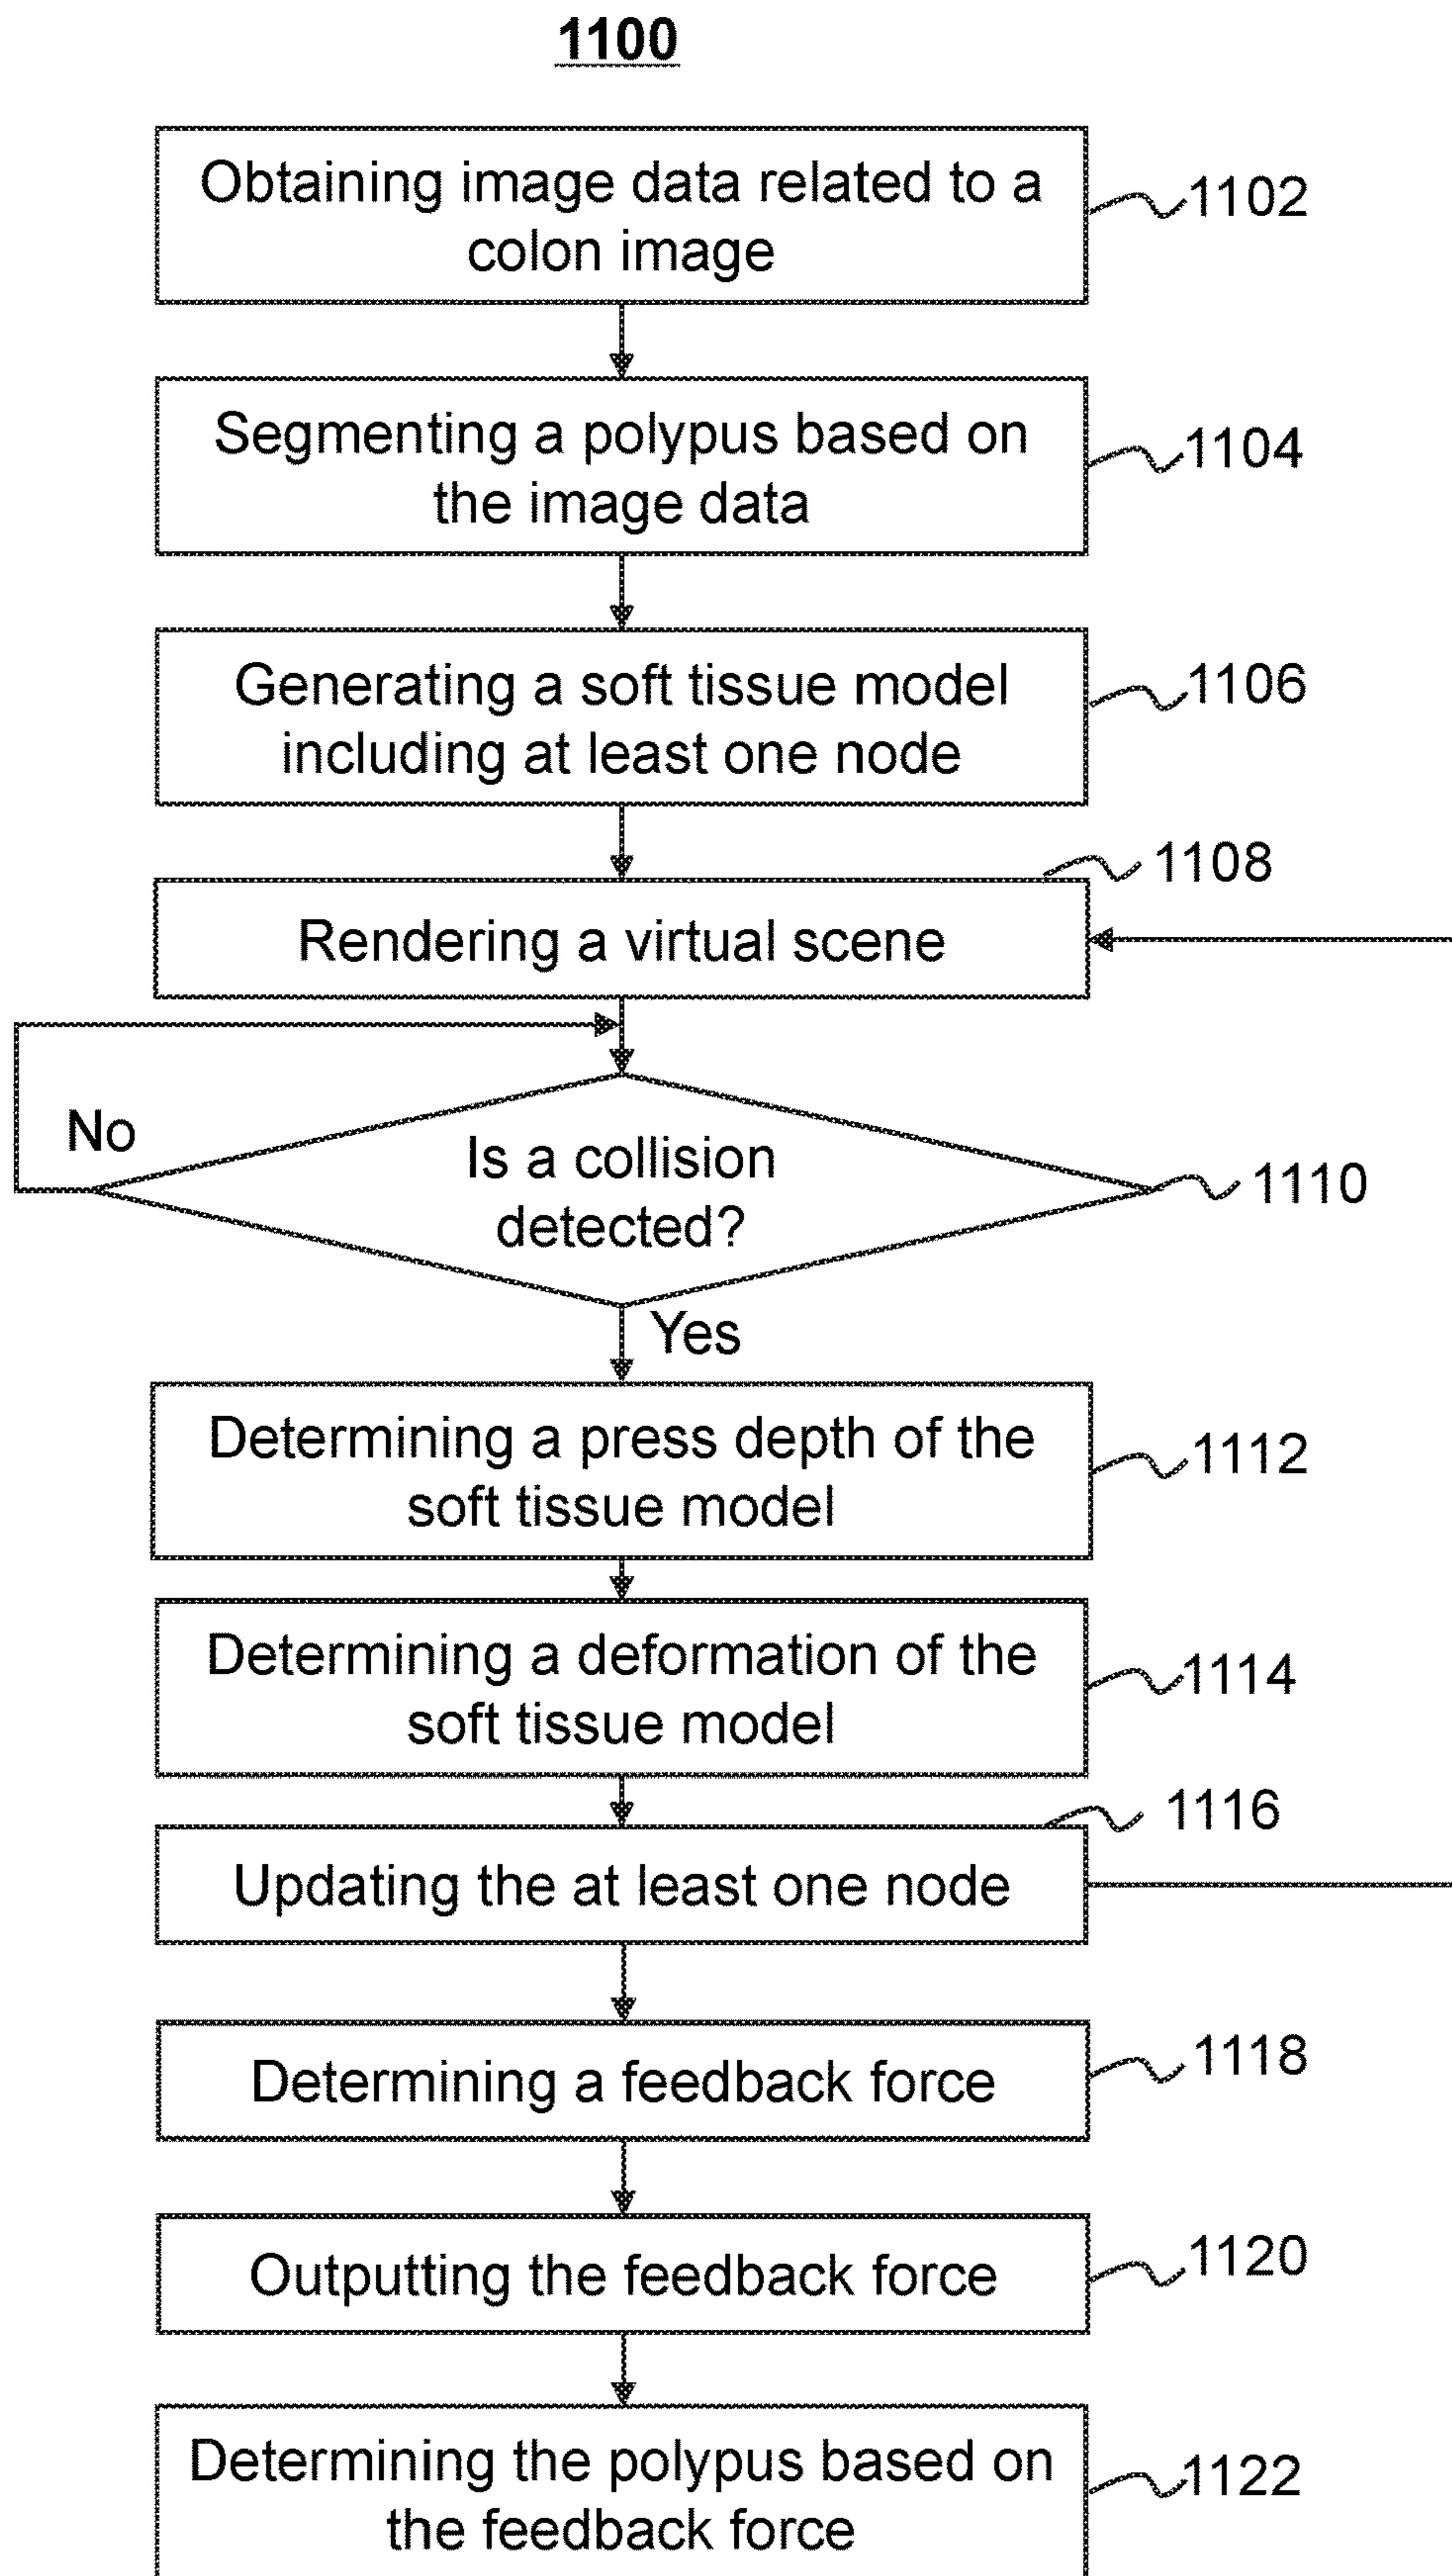 1100
Obtaining image data related to a
colon image
1102
Segmenting a polypus based on
the image data
1104
Generating a soft tissue model
including at least one node
1106
1108
Rendering a virtual scene
No
Is a collision
detected?
1110
Yes
Determining a press depth of the
soft tissue model
1112
Determining a deformation of the
soft tissue model
1114
1116
Updating the at least one node
Determining a feedback force
1118
Outputting the feedback force
1120
Determining the polypus based on
the feedback force
1122